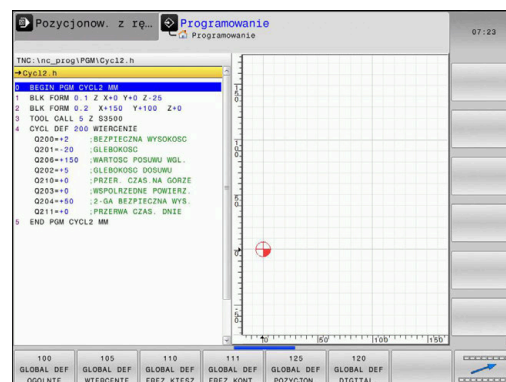 Pozycjonow. z rę… Programowanie
Programowanie
07:23
TNC:\nc_prog\PGM\Cycl2.h
→Cycl2.h
0 BEGIN PGM CYCL2 MM
1 BLK FORM 0.1 Z X+0 Y+0 Z-25
2 BLK FORM 0.2 X+150 Y+100 Z+0
3 TOOL CALL 5 Z S3500
4 CYCL DEF 200 WIERCENIE
Q200=+2 ;BEZPIECZNA WYSOKOSC
Q201=-20 ;GLEBOKOSC
Q206=+150 ;WARTOSC POSUWU WGL.
Q202=+5 ;GLEBOKOSC DOSUWU
Q210=+0 ;PRZER. CZAS.NA GORZE
Q203=+0 ;WSPOLRZEDNE POWIERZ.
Q204=+50 ;2-GA BEZPIECZNA WYS.
Q211=+0 ;PRZERWA CZAS. DNIE
5 END PGM CYCL2 MM
100 105 110 111 125 120
GLOBAL DEF GLOBAL DEF GLOBAL DEF GLOBAL DEF GLOBAL DEF GLOBAL DEF
OGOLNIE WIERCENIE FREZ.KIESZ. FREZ.KONT. POZYCJON. DIGITAL.